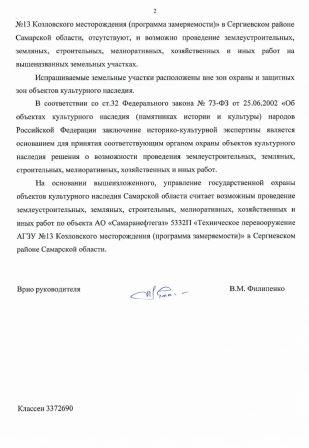 2
№13 Козловского месторождения (программа замеряемости)» в Сергиевском районе
Самарской области, отсутствуют, и возможно проведение землеустроительных,
земляных, строительных, мелиоративных, хозяйственных и иных работ на
вышеназванных земельных участках.
Испрашиваемые земельные участки расположены вне зон охраны и защитных
зон объектов культурного наследия.
В соответствии со ст.32 Федерального закона № 73-ФЗ от 25.06.2002 «Об
объектах культурного наследия (памятниках истории и культуры) народов
Российской Федерации заключение историко-культурной экспертизы является
основанием для принятия соответствующим органом охраны объектов культурного
наследия решения о возможности проведения землеустроительных, земляных,
строительных, мелиоративных, хозяйственных и иных работ.
На основании вышеизложенного, управление государственной охраны
объектов культурного наследия Самарской области считает возможным проведение
землеустроительных, земляных, строительных, мелиоративных, хозяйственных и
иных работ по объекту АО «Самаранефтегаз» 5332П «Техническое перевооружение
АГЗУ №13 Козловского месторождения (программа замеряемости)» в Сергиевском
районе Самарской области.
Врио руководителя
В.М. Филипенко
Классен 3372690